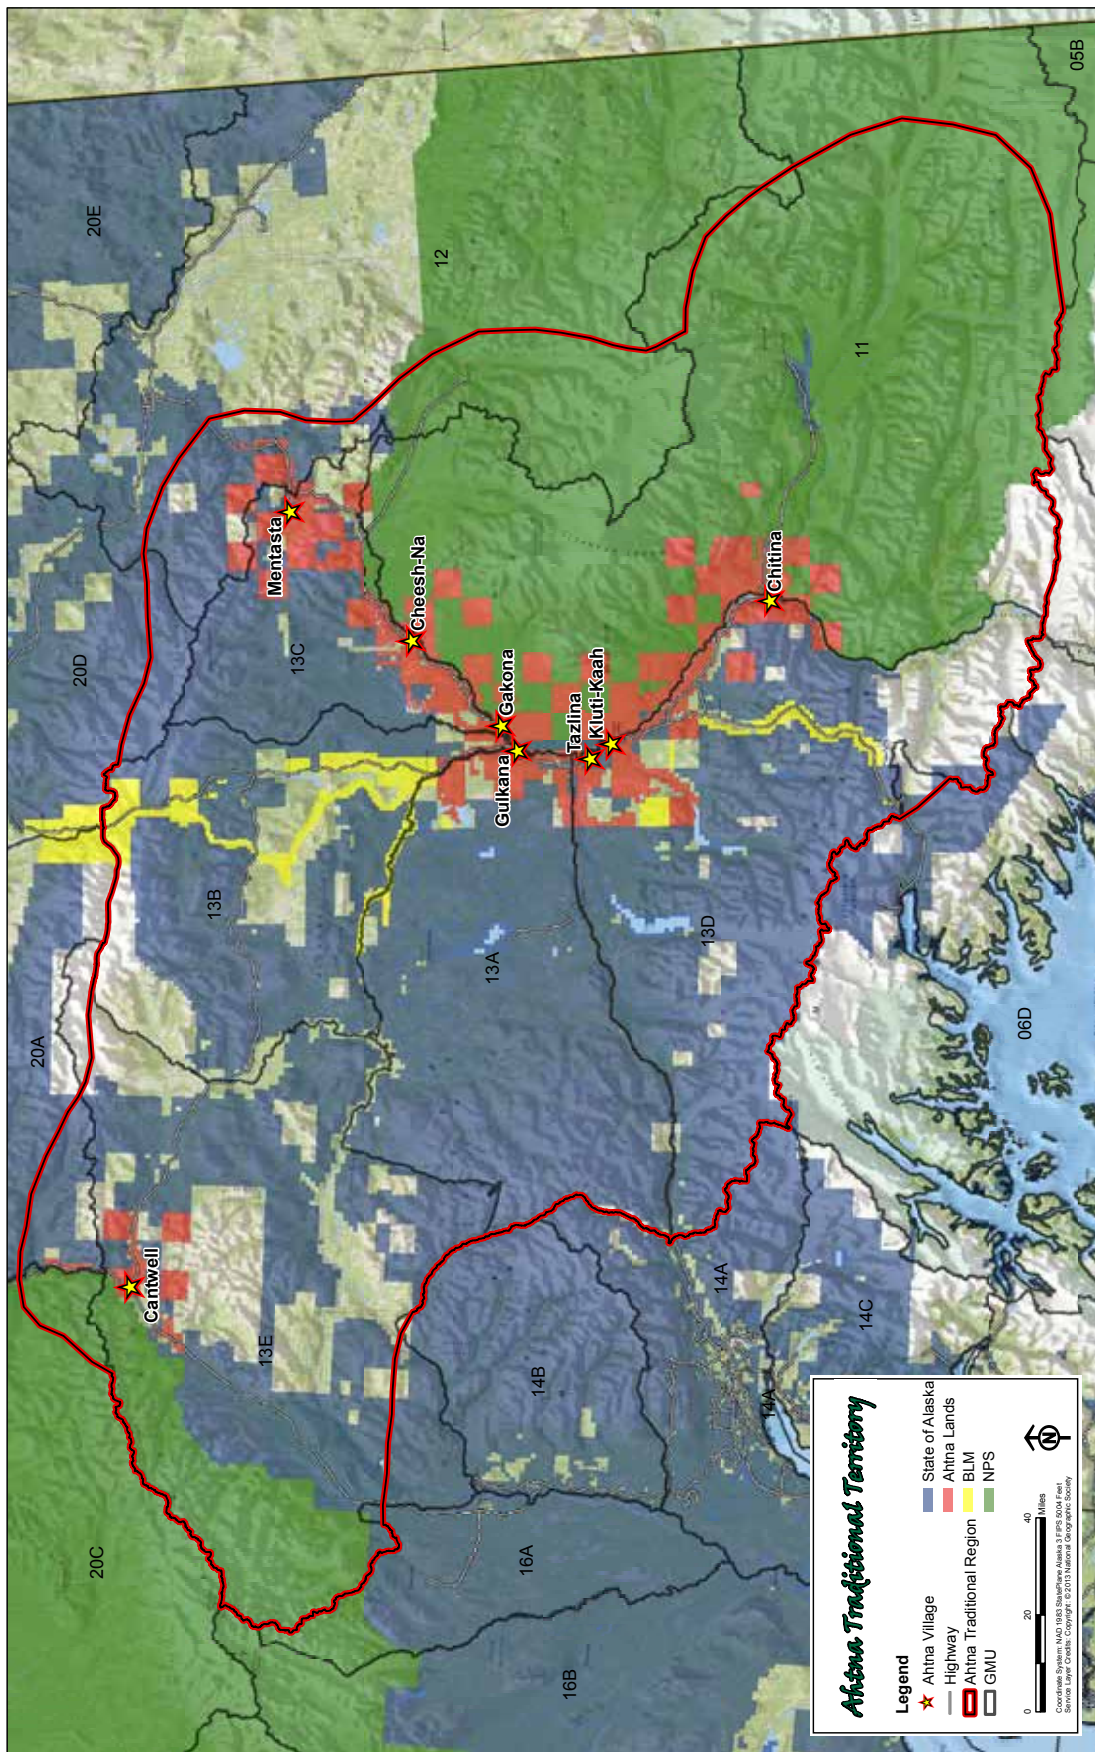 20E
12
11
05B
20D
Mentasta
13C
Cheesh-Na
Gakona
Gulkana
Tazlina
Kluti-Kaah
Chitina
20A
13B
13A
13D
06D
Cantwell
13E
14B
14A
14C
14A
20C
16A
16B
Ahtna Traditional Territory
Legend
Ahtna Village
Highway
Ahtna Traditional Region
GMU
State of Alaska
Ahtna Lands
BLM
NPS
0 20 40
Miles
N
Coordinate System: NAD 1983 StatePlane Alaska 3 FIPS 5004 Feet
Service Layer Credits: Copyright: © 2013 National Geographic Society